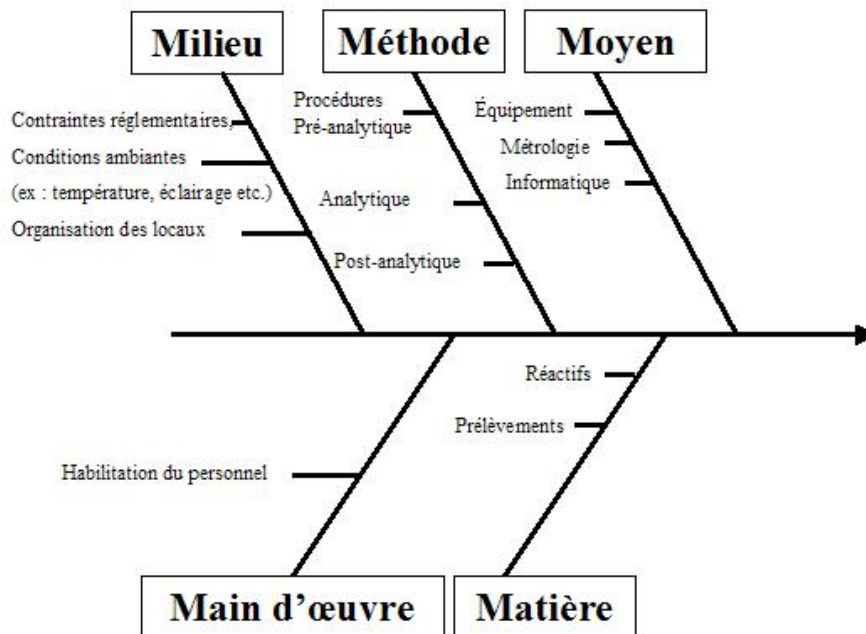 Milieu
Méthode
Moyen
Contraintes réglementaires,
Conditions ambiantes
(ex : température, éclairage etc.)
Organisation des locaux
Procédures
Pré-analytique
Analytique
Post-analytique
Équipement
Métrologie
Informatique
Réactifs
Prélèvements
Habilitation du personnel
Main d’œuvre
Matière